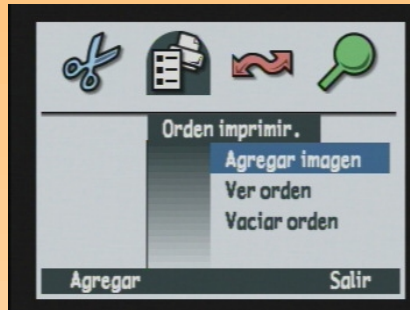 Orden imprimir.
Agregar imagen
Ver orden
Vaciar orden
Agregar Salir